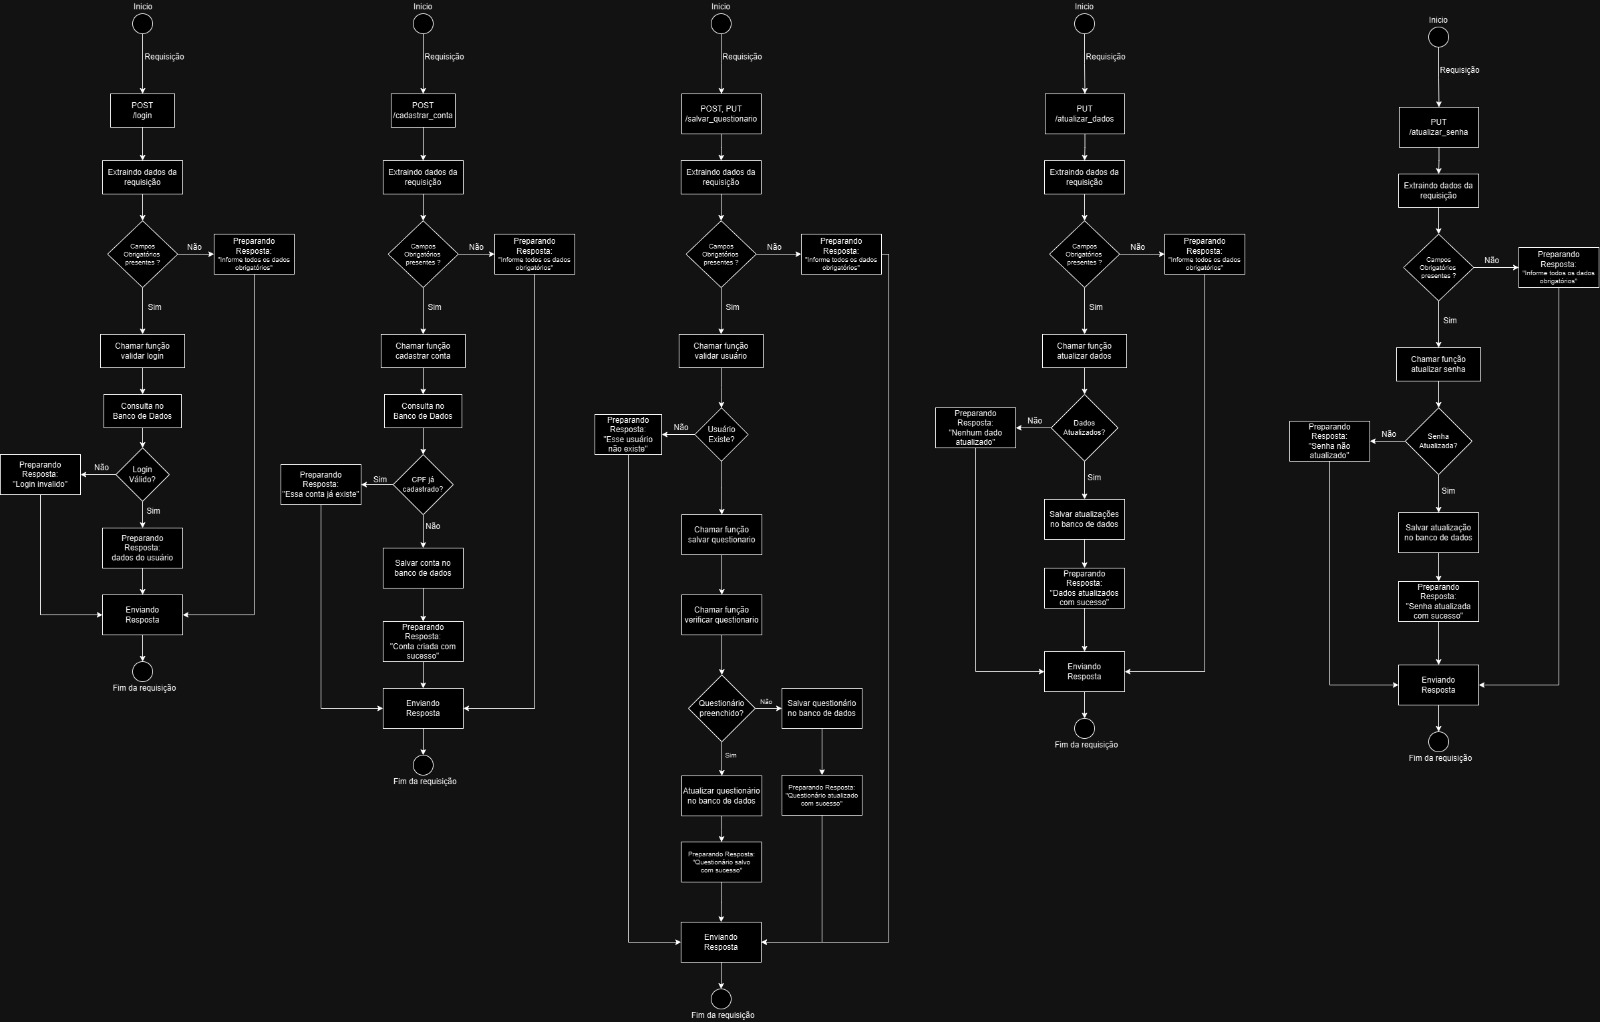 Inicio
Requisição
POST
/login
Extraindo dados da
requisição
Campos
Obrigatórios
presentes ?
Não
Preparando
Resposta:
"Informe todos os dados
obrigatórios"
Sim
Chamar função
validar login
Consulta no
Banco de Dados
Login
Válido?
Não
Preparando
Resposta:
"Login invalido"
Sim
Preparando
Resposta:
dados do usuário
Enviando
Resposta
Fim da requisição
Inicio
Requisição
POST
/cadastrar_conta
Extraindo dados da
requisição
Campos
Obrigatórios
presentes ?
Não
Preparando
Resposta:
"Informe todos os dados
obrigatórios"
Sim
Chamar função
cadastrar conta
Consulta no
Banco de Dados
CPF já
cadastrado?
Sim
Preparando
Resposta:
"Essa conta já existe"
Não
Salvar conta no
banco de dados
Preparando
Resposta:
"Conta criada com
sucesso"
Enviando
Resposta
Fim da requisição
Inicio
Requisição
POST, PUT
/salvar_questionario
Extraindo dados da
requisição
Campos
Obrigatórios
presentes ?
Não
Preparando
Resposta:
"Informe todos os dados
obrigatórios"
Sim
Chamar função
validar usuário
Usuário
Existe?
Não
Preparando
Resposta:
"Esse usuário
não existe"
Chamar função
salvar questionario
Chamar função
verificar questionario
Questionário
preenchido?
Não
Salvar questionário
no banco de dados
Preparando Resposta:
"Questionário atualizado
com sucesso"
Sim
Atualizar questionário
no banco de dados
Preparando Resposta:
"Questionário salvo
com sucesso"
Enviando
Resposta
Fim da requisição
Inicio
Requisição
PUT
/atualizar_dados
Extraindo dados da
requisição
Campos
Obrigatórios
presentes ?
Não
Preparando
Resposta:
"Informe todos os dados
obrigatórios"
Sim
Chamar função
atualizar dados
Dados
Atualizados?
Não
Preparando
Resposta:
"Nenhum dado
atualizado"
Sim
Salvar atualizações
no banco de dados
Preparando
Resposta:
"Dados atualizados
com sucesso"
Enviando
Resposta
Fim da requisição
Inicio
Requisição
PUT
/atualizar_senha
Extraindo dados da
requisição
Campos
Obrigatórios
presentes ?
Não
Preparando
Resposta:
"Informe todos os dados
obrigatórios"
Sim
Chamar função
atualizar senha
Senha
Atualizada?
Não
Preparando
Resposta:
"Senha não
atualizado"
Sim
Salvar atualização
no banco de dados
Preparando
Resposta:
"Senha atualizada
com sucesso"
Enviando
Resposta
Fim da requisição